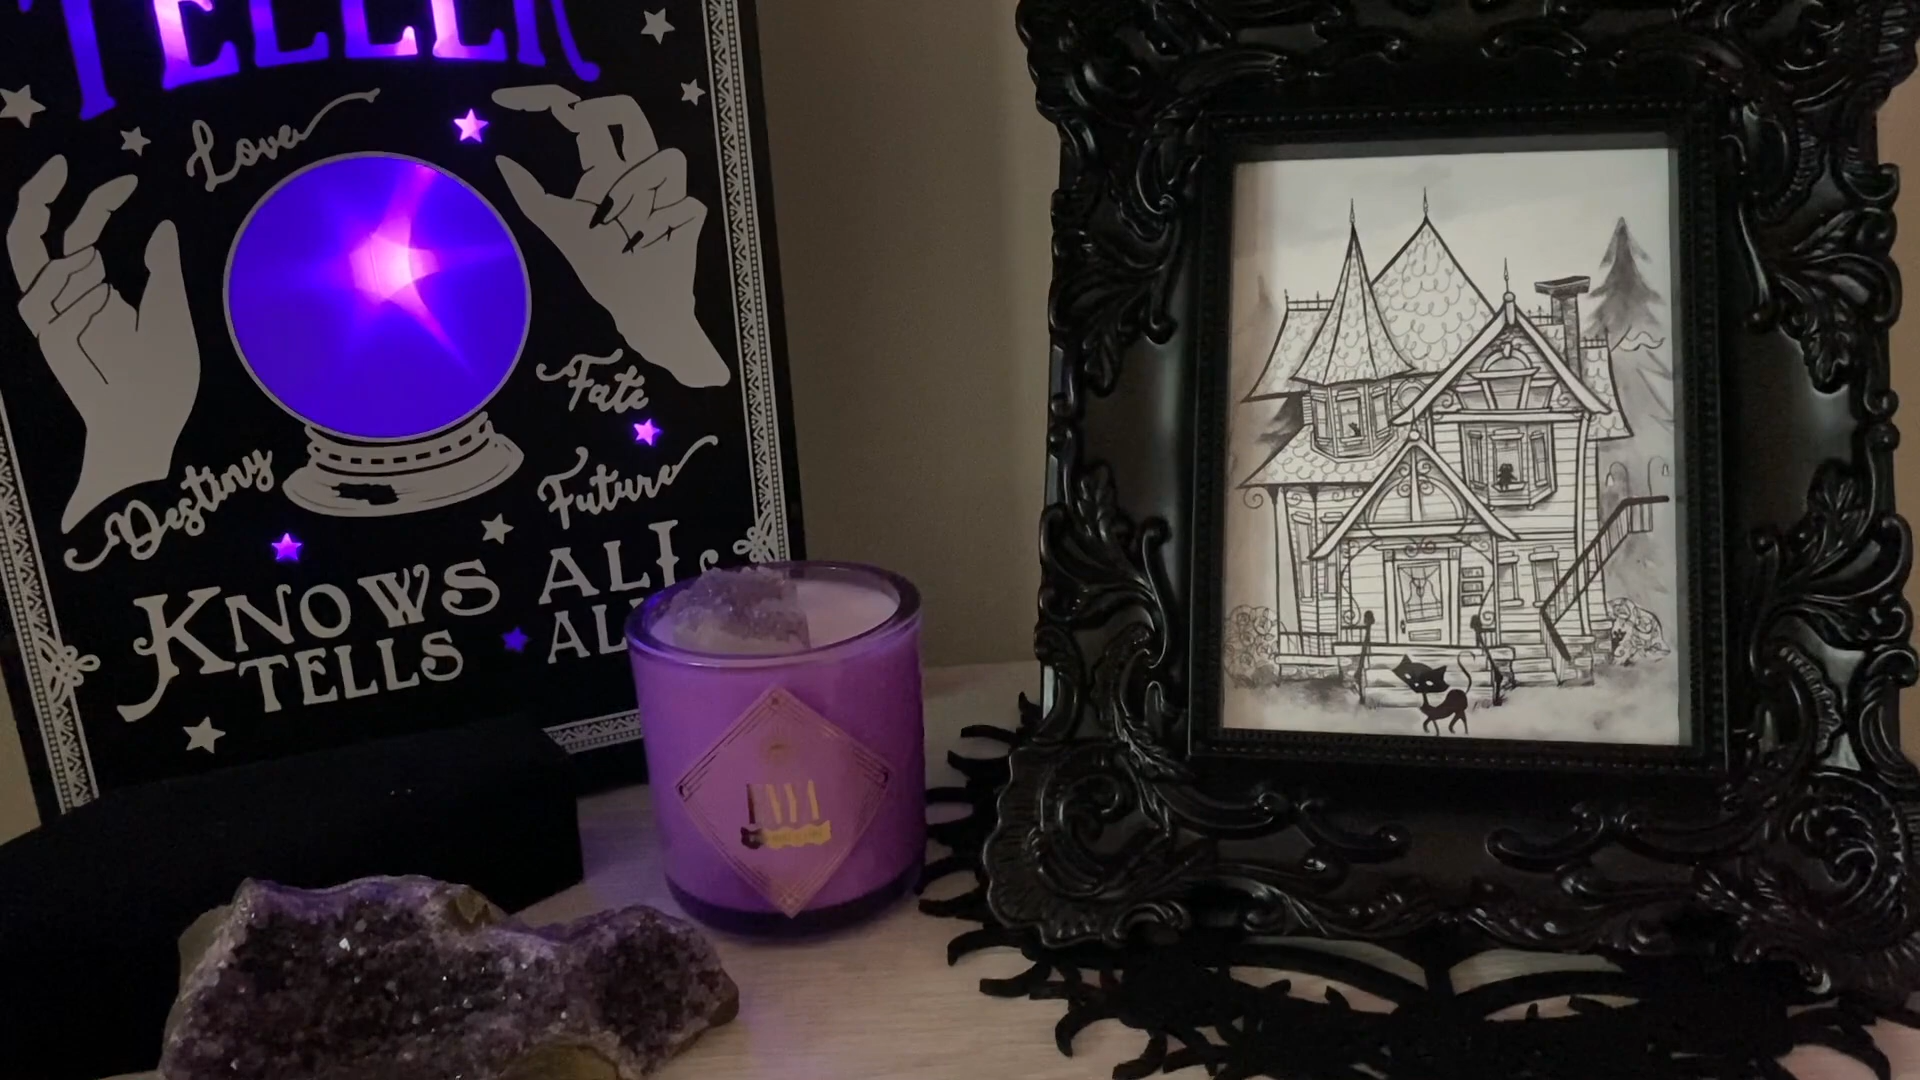 TELLER
Love
Fate
Destiny
Future
KNOWS ALL
TELLS ALL